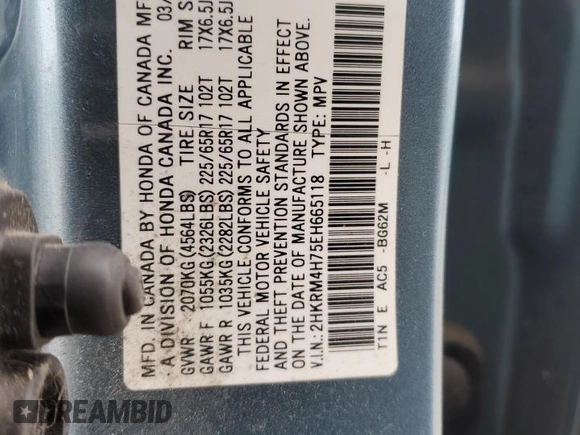 MFD. IN CANADA BY HONDA OF CANADA MF
- A DIVISION OF HONDA CANADA INC. 03/
GVWR 2070KG(4564LBS) TIRE SIZE RIM S
GAWR F 1055KG(2326LBS) 225/65R17 102T 17X6.5J
GAWR R 1035KG(2282LBS) 225/65R17 102T 17X6.5J
THIS VEHICLE CONFORMS TO ALL APPLICABLE
FEDERAL MOTOR VEHICLE SAFETY
AND THEFT PREVENTION STANDARDS IN EFFECT
ON THE DATE OF MANUFACTURE SHOWN ABOVE.
V.I.N.: 2HKRM4H75EH665118 TYPE: MPV
T1N E AC5 -BG62M -L -H
DREAMBID